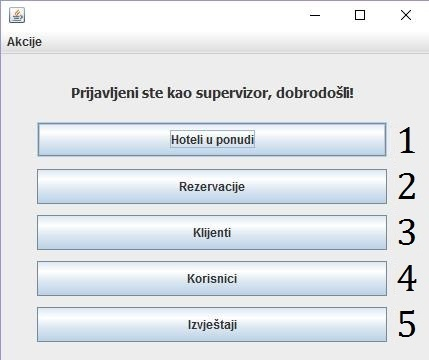 Akcije
Prijavljeni ste kao supervizor, dobrodošli!
Hoteli u ponudi 1
Rezervacije 2
Klijenti 3
Korisnici 4
Izvještaji 5